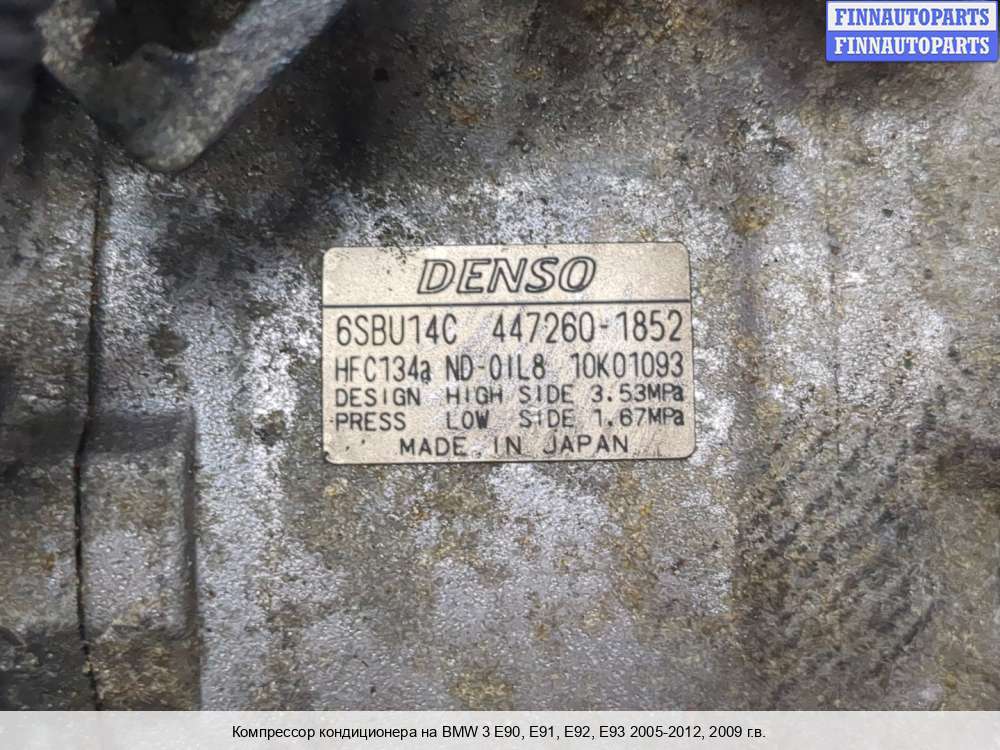 FINNAUTOPARTS
FINNAUTOPARTS
DENSO
6SBU14C 447260-1852
HFC134a ND-OIL8 10K01093
DESIGN HIGH SIDE 3.53MPa
PRESS LOW SIDE 1.67MPa
MADE IN JAPAN
Компрессор кондиционера на BMW 3 E90, E91, E92, E93 2005-2012, 2009 г.в.